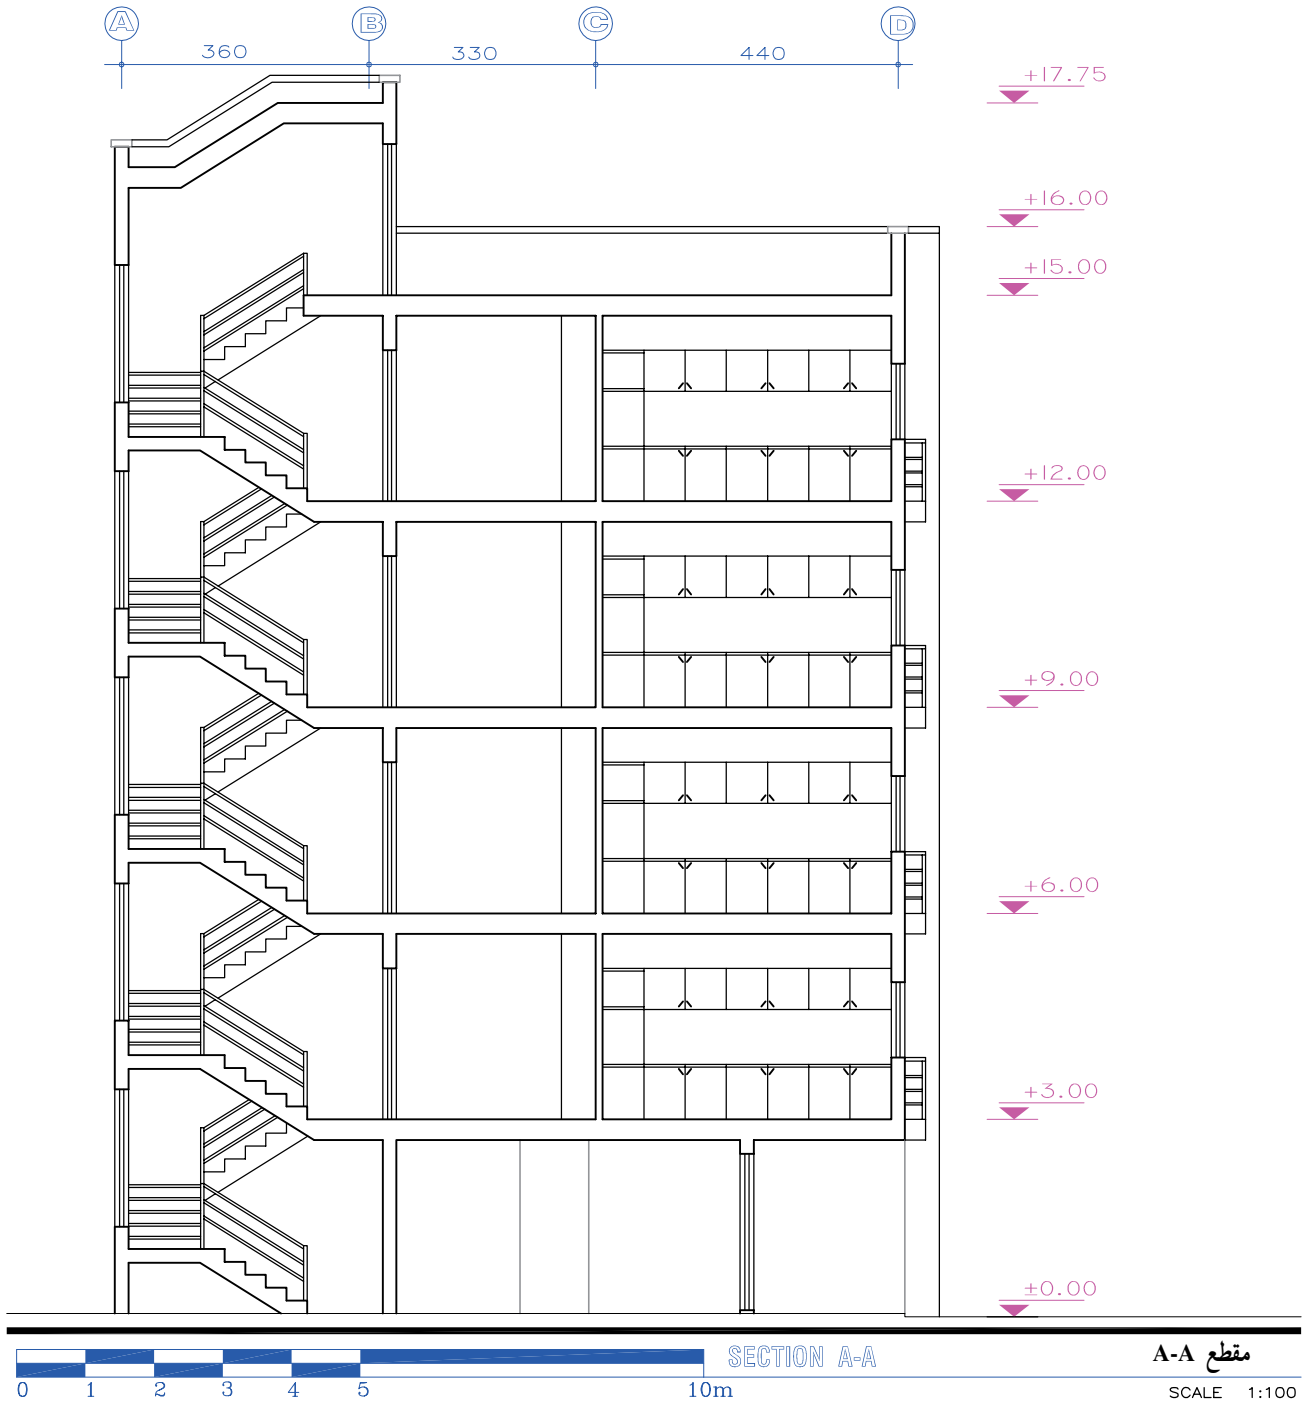 A B C D
360 330 440
+17.75
+16.00
+15.00
+12.00
+9.00
+6.00
+3.00
±0.00
SECTION A-A
مقطع A-A
0 1 2 3 4 5 10m
SCALE 1:100